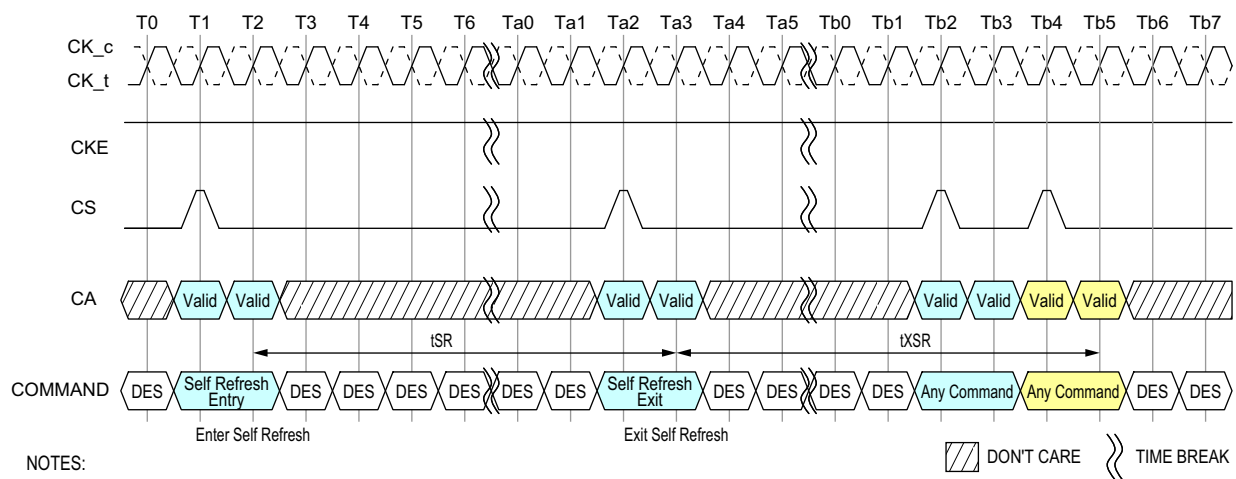 T0 T1 T2 T3 T4 T5 T6 Ta0 Ta1 Ta2 Ta3 Ta4 Ta5 Tb0 Tb1 Tb2 Tb3 Tb4 Tb5 Tb6 Tb7
CK_c
CK_t
CKE
CS
CA Valid Valid Valid Valid Valid Valid Valid Valid
tSR tXSR
COMMAND DES Self Refresh Entry DES DES DES DES DES DES Self Refresh Exit DES DES DES DES Any Command Any Command DES DES
Enter Self Refresh Exit Self Refresh
NOTES: DON'T CARE TIME BREAK